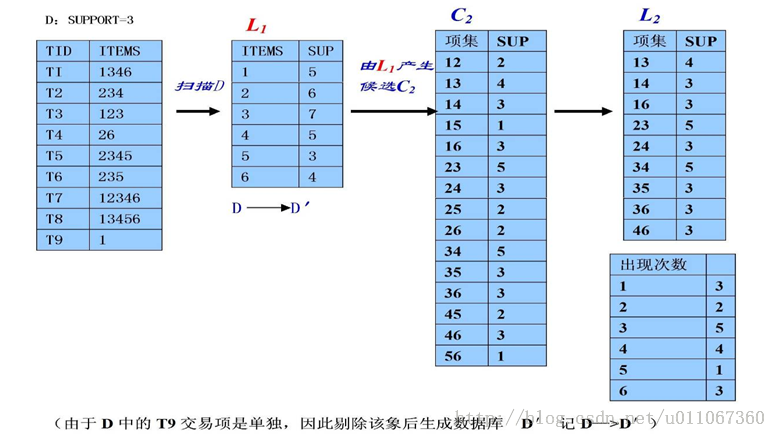 D: SUPPORT=3
TID ITEMS
TI 1346
T2 234
T3 123
T4 26
T5 2345
T6 235
T7 12346
T8 13456
T9 1
扫描D
L1
ITEMS SUP
1 5
2 6
3 7
4 5
5 3
6 4
D D′
由L1产生
候选C2
C2
项集 SUP
12 2
13 4
14 3
15 1
16 3
23 5
24 3
25 2
26 2
34 5
35 3
36 3
45 2
46 3
56 1
L2
项集 SUP
13 4
14 3
16 3
23 5
24 3
34 5
35 3
36 3
46 3
出现次数
1 3
2 2
3 5
4 4
5 1
6 3
(由于 D 中的 T9 交易项是单独，因此剔除该象后生成数据库 D′ 记 D—>D′ )
http://blog.csdn.net/u011067360